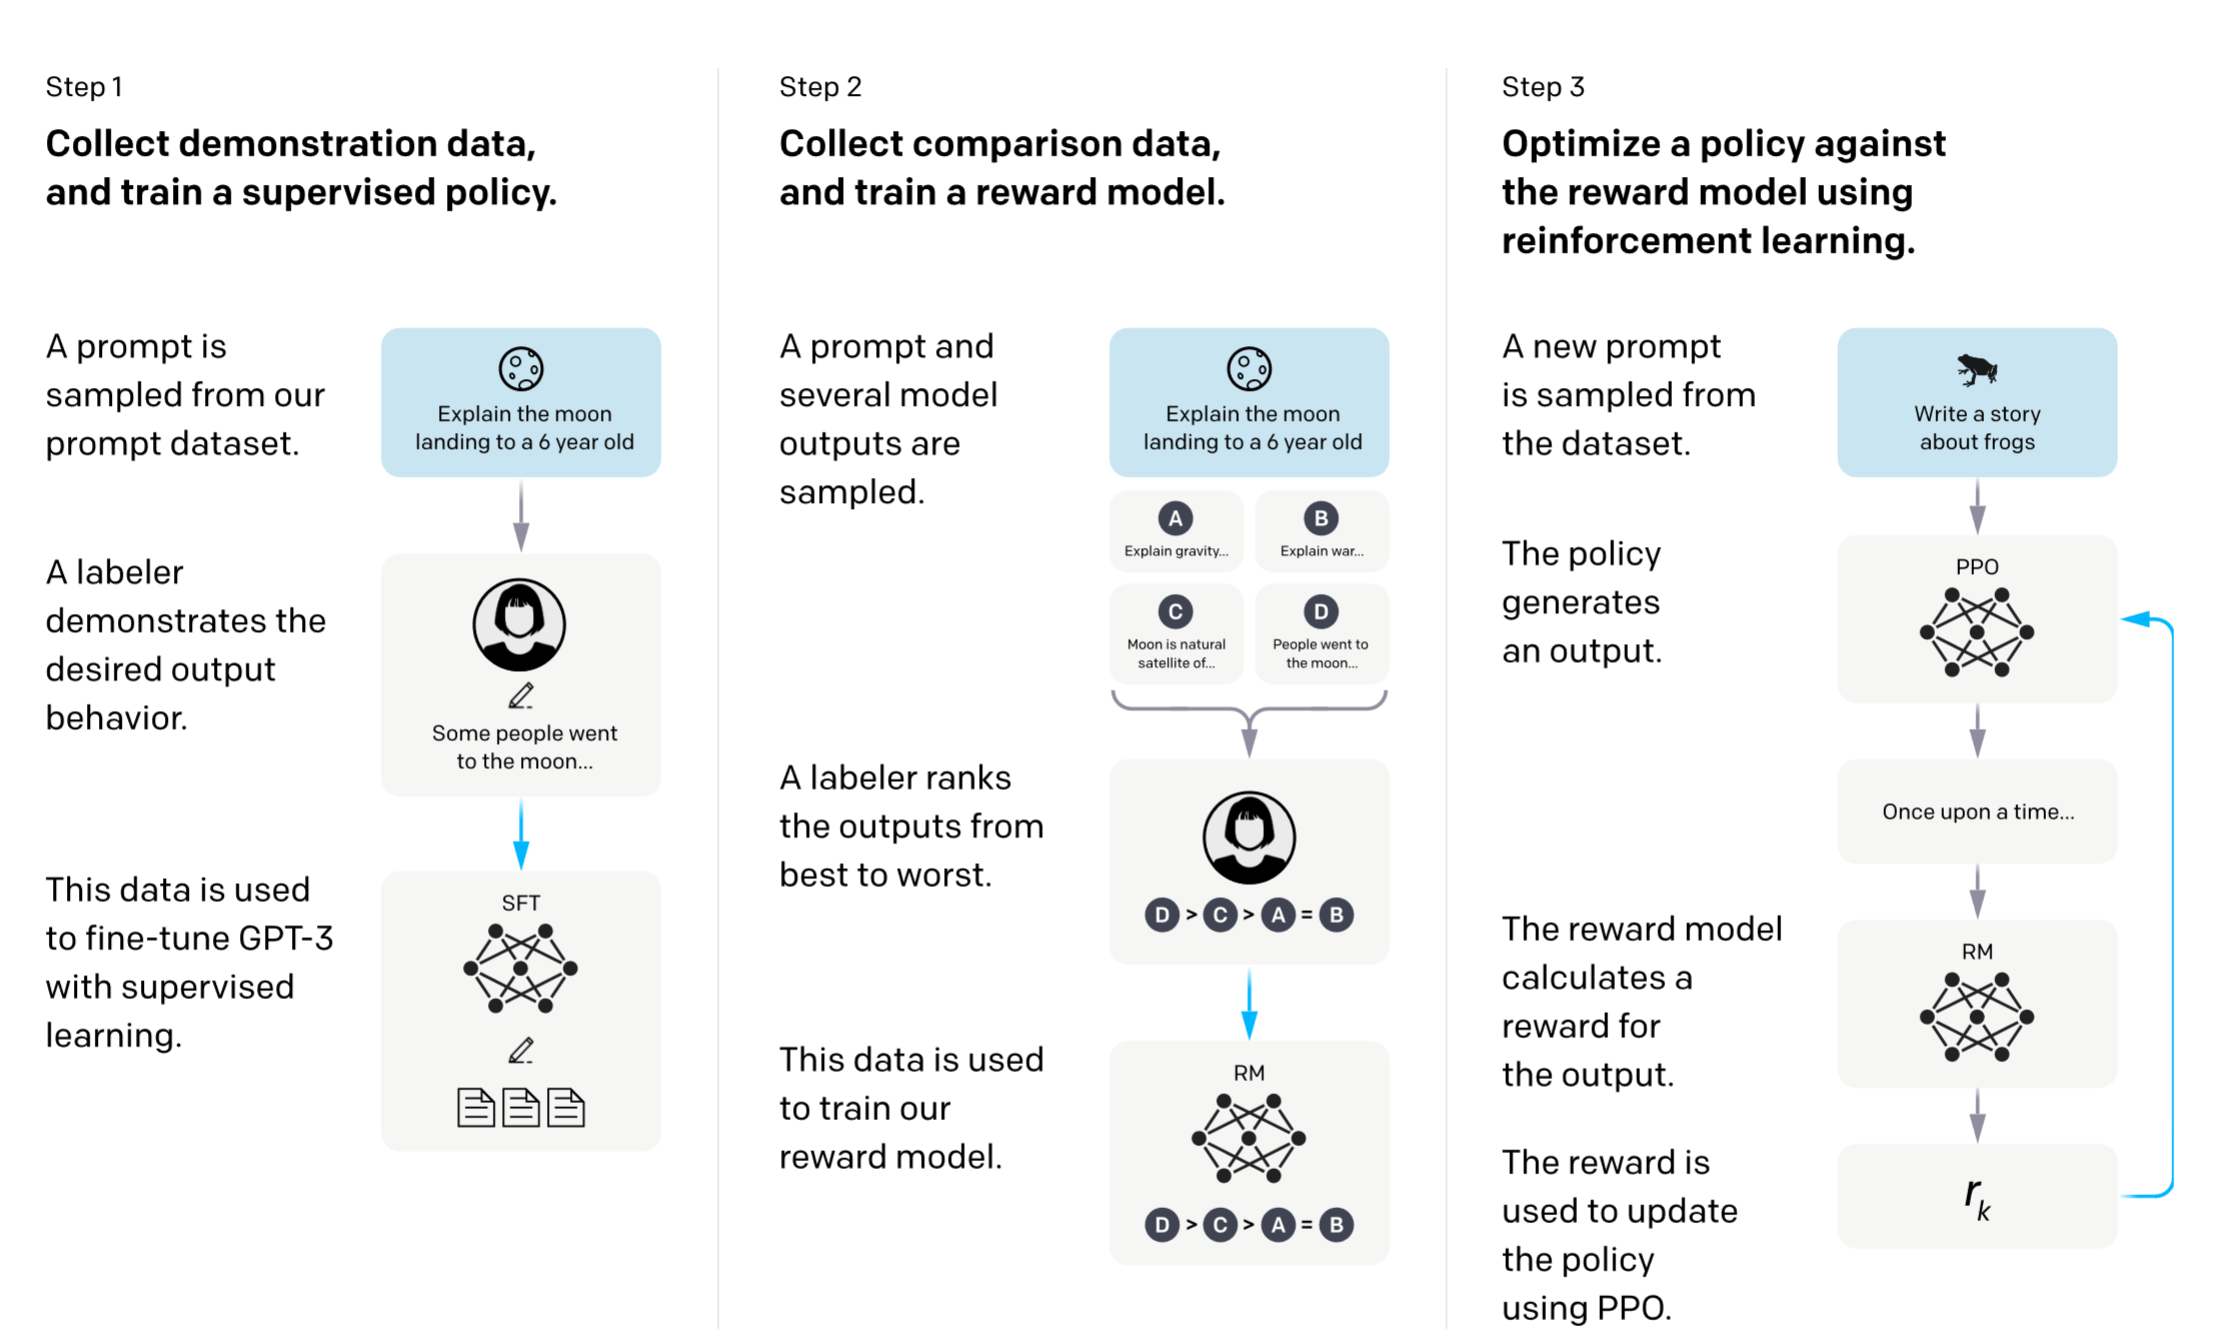 Step 1
Collect demonstration data,
and train a supervised policy.
A prompt is
sampled from our
prompt dataset.
Explain the moon
landing to a 6 year old
A labeler
demonstrates the
desired output
behavior.
Some people went
to the moon...
This data is used
to fine-tune GPT-3
with supervised
learning.
SFT
Step 2
Collect comparison data,
and train a reward model.
A prompt and
several model
outputs are
sampled.
Explain the moon
landing to a 6 year old
A
Explain gravity...
B
Explain war...
C
Moon is natural
satellite of...
D
People went to
the moon...
A labeler ranks
the outputs from
best to worst.
D > C > A = B
This data is used
to train our
reward model.
RM
D > C > A = B
Step 3
Optimize a policy against
the reward model using
reinforcement learning.
A new prompt
is sampled from
the dataset.
Write a story
about frogs
The policy
generates
an output.
PPO
Once upon a time...
The reward model
calculates a
reward for
the output.
RM
The reward is
used to update
the policy
using PPO.
r_k